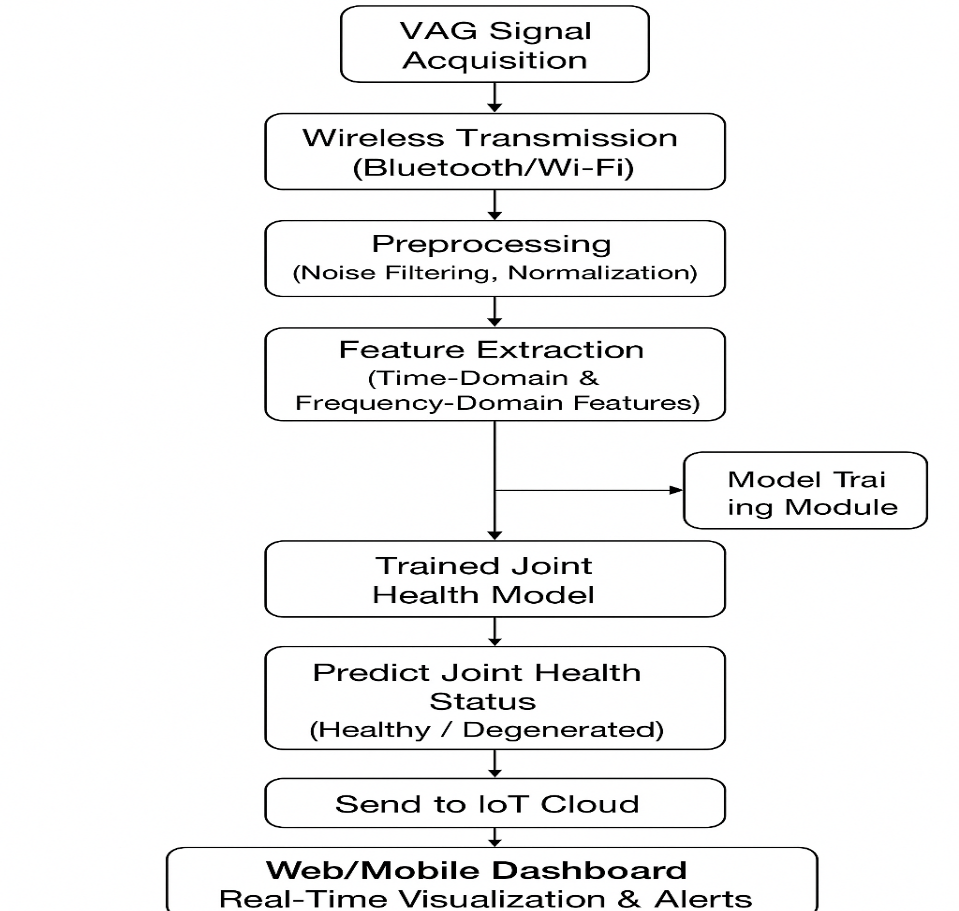 VAG Signal
Acquisition
Wireless Transmission
(Bluetooth/Wi-Fi)
Preprocessing
(Noise Filtering, Normalization)
Feature Extraction
(Time-Domain &
Frequency-Domain Features)
Model Trai
ing Module
Trained Joint
Health Model
Predict Joint Health
Status
(Healthy / Degenerated)
Send to IoT Cloud
Web/Mobile Dashboard
Real-Time Visualization & Alerts